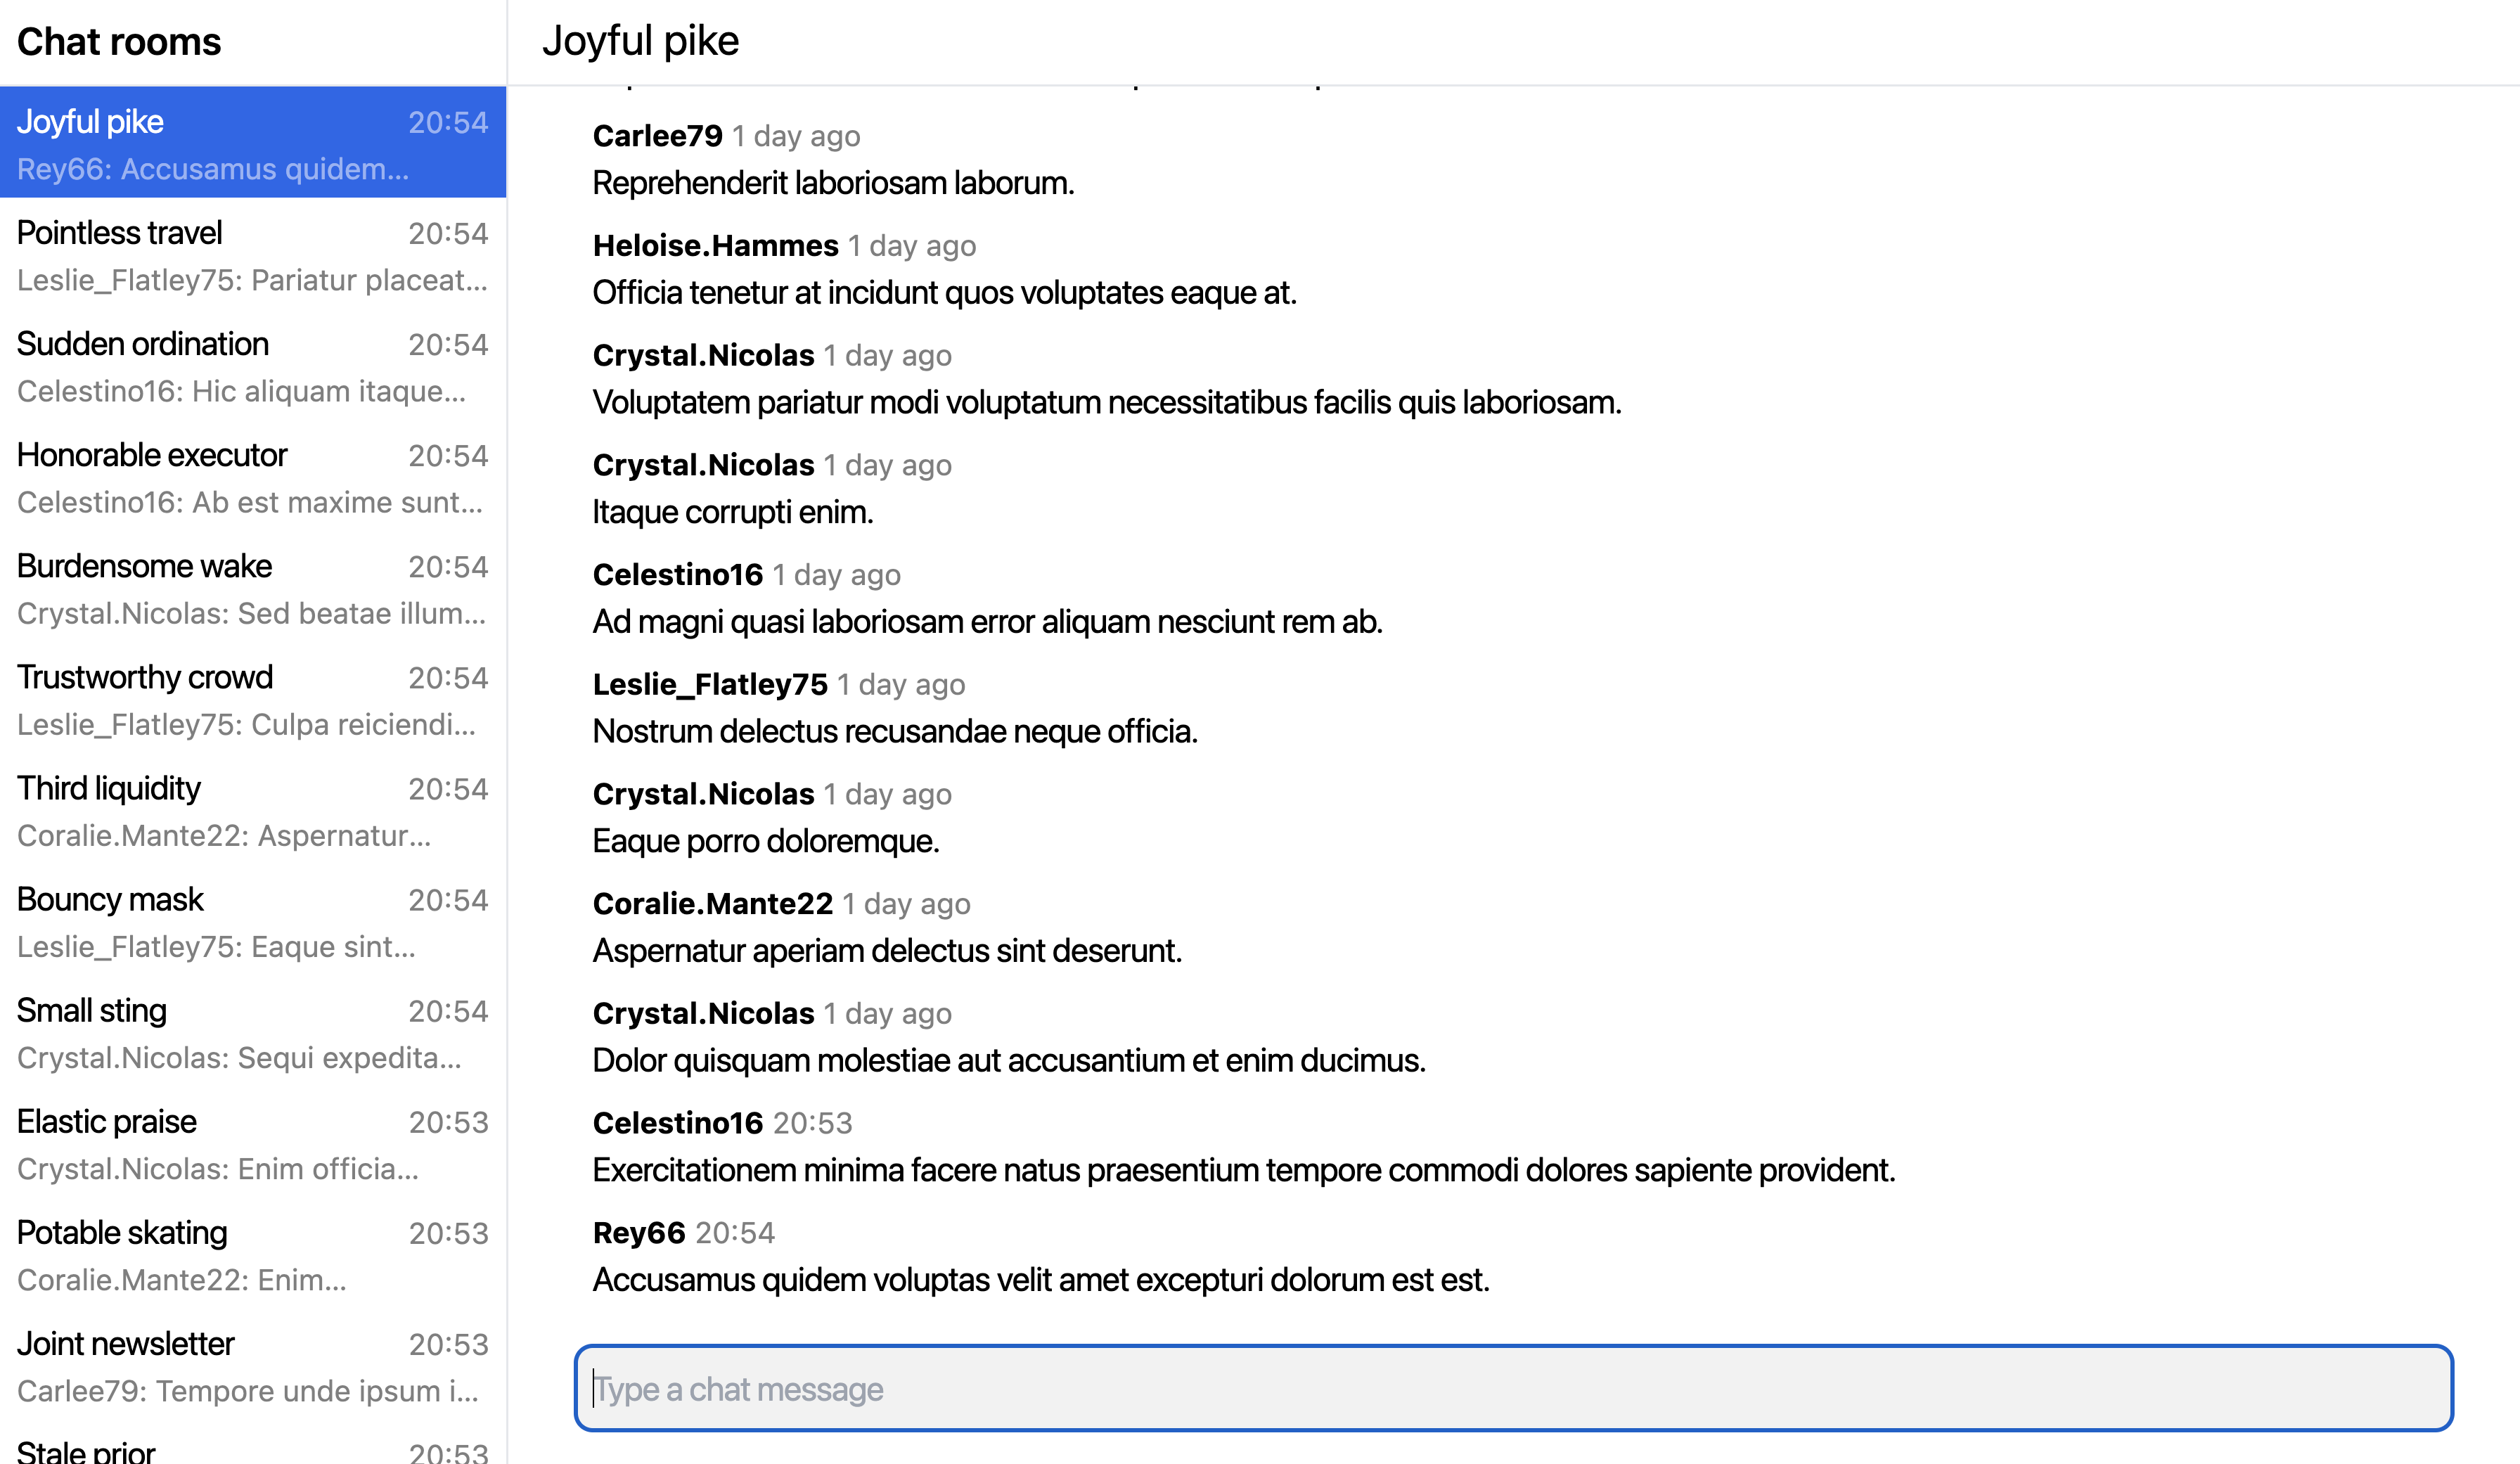 Chat rooms
Joyful pike 20:54
Rey66: Accusamus quidem...
Pointless travel 20:54
Leslie_Flatley75: Pariatur placeat...
Sudden ordination 20:54
Celestino16: Hic aliquam itaque...
Honorable executor 20:54
Celestino16: Ab est maxime sunt...
Burdensome wake 20:54
Crystal.Nicolas: Sed beatae illum...
Trustworthy crowd 20:54
Leslie_Flatley75: Culpa reiciendi...
Third liquidity 20:54
Coralie.Mante22: Aspernatur...
Bouncy mask 20:54
Leslie_Flatley75: Eaque sint...
Small sting 20:54
Crystal.Nicolas: Sequi expedita...
Elastic praise 20:53
Crystal.Nicolas: Enim officia...
Potable skating 20:53
Coralie.Mante22: Enim...
Joint newsletter 20:53
Carlee79: Tempore unde ipsum i...
Stale prior 20:53
Joyful pike
Carlee79 1 day ago
Reprehenderit laboriosam laborum.
Heloise.Hammes 1 day ago
Officia tenetur at incidunt quos voluptates eaque at.
Crystal.Nicolas 1 day ago
Voluptatem pariatur modi voluptatum necessitatibus facilis quis laboriosam.
Crystal.Nicolas 1 day ago
Itaque corrupti enim.
Celestino16 1 day ago
Ad magni quasi laboriosam error aliquam nesciunt rem ab.
Leslie_Flatley75 1 day ago
Nostrum delectus recusandae neque officia.
Crystal.Nicolas 1 day ago
Eaque porro doloremque.
Coralie.Mante22 1 day ago
Aspernatur aperiam delectus sint deserunt.
Crystal.Nicolas 1 day ago
Dolor quisquam molestiae aut accusantium et enim ducimus.
Celestino16 20:53
Exercitationem minima facere natus praesentium tempore commodi dolores sapiente provident.
Rey66 20:54
Accusamus quidem voluptas velit amet excepturi dolorum est est.
Type a chat message